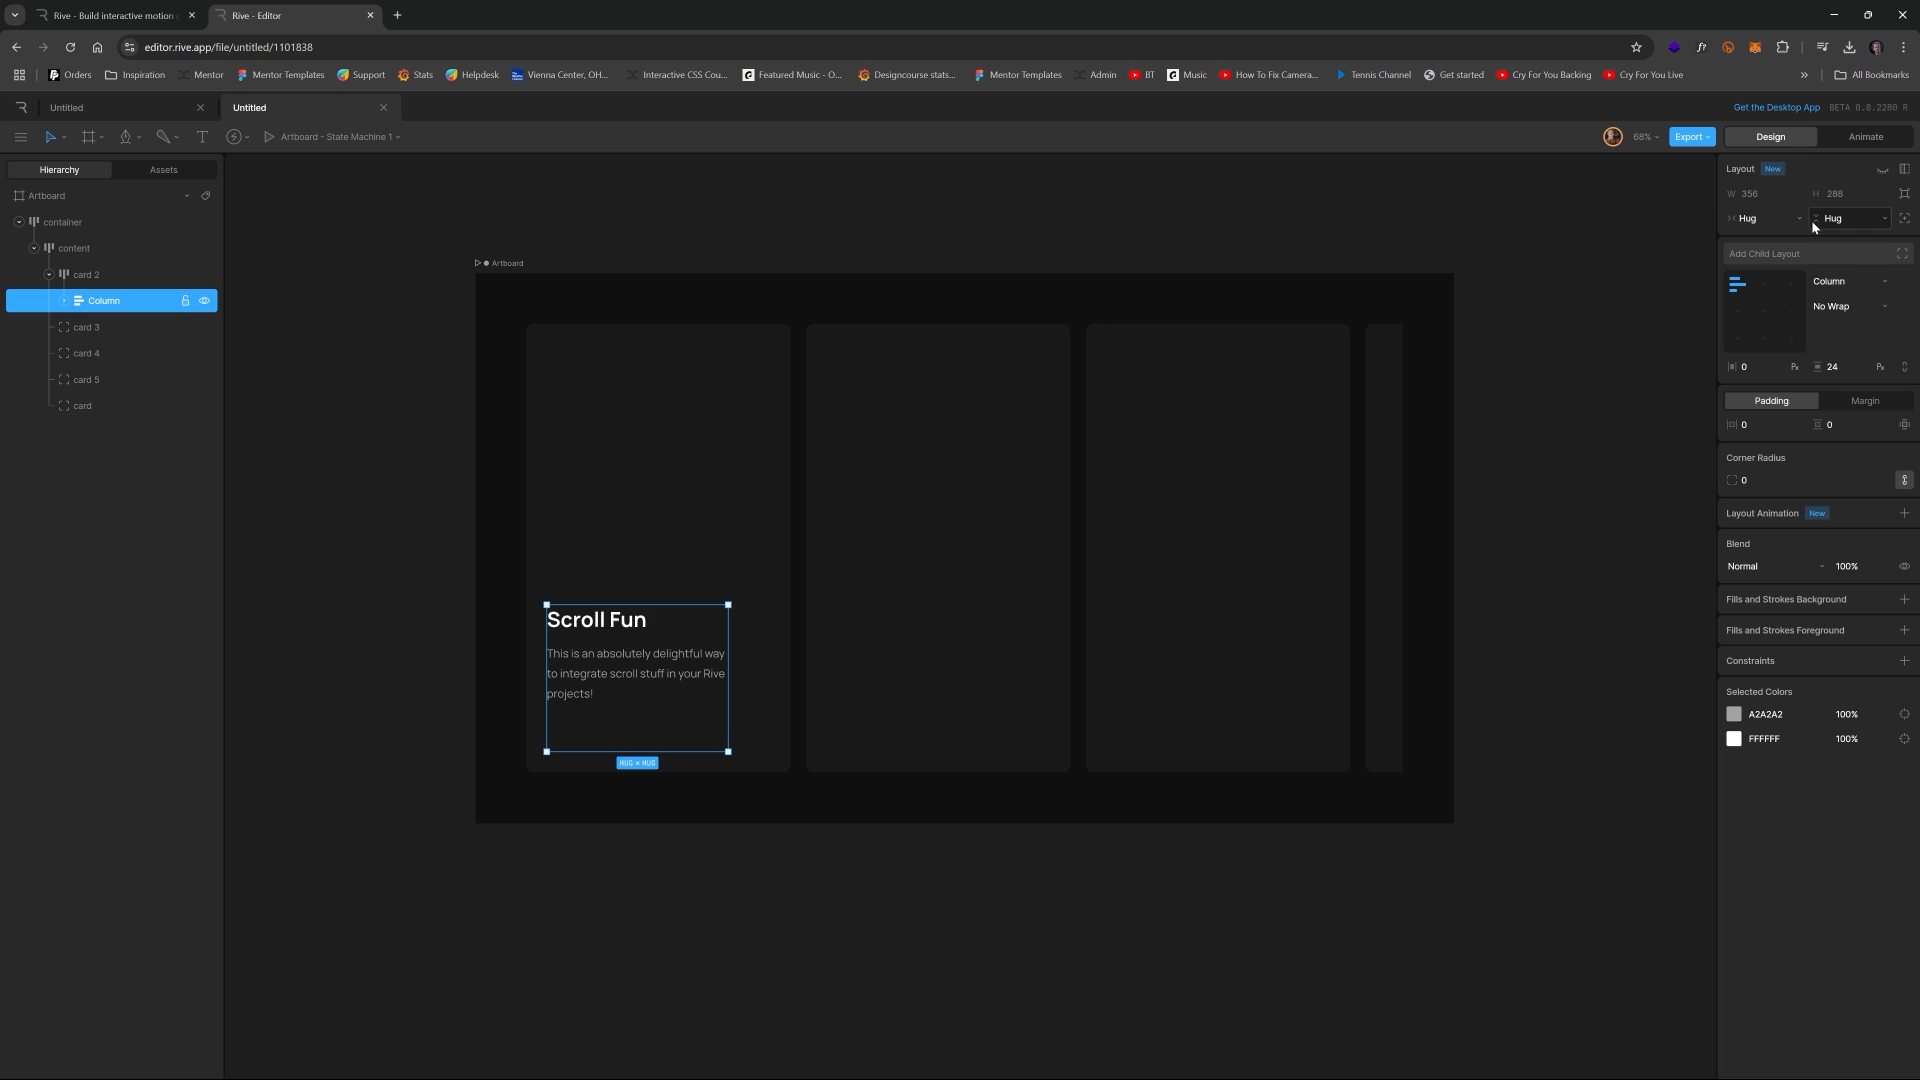 Rive - Build interactive motion
Rive - Editor
editor.rive.app/file/untitled/1101838
Orders
Inspiration
Mentor
Mentor Templates
Support
Stats
Helpdesk
Vienna Center, OH...
Interactive CSS Cou...
Featured Music - O...
Designcourse stats...
Mentor Templates
Admin
BT
Music
How To Fix Camera...
Tennis Channel
Get started
Cry For You Backing
Cry For You Live
All Bookmarks
Untitled
Untitled
Get the Desktop App
BETA 0.8.2280 R
Artboard - State Machine 1
68%
Export
Design
Animate
Hierarchy
Assets
Artboard
container
content
card 2
Column
card 3
card 4
card 5
card
Artboard
Scroll Fun
This is an absolutely delightful way
to integrate scroll stuff in your Rive
projects!
HUG × HUG
Layout New
W 356
H 288
Hug
Hug
Add Child Layout
Column
No Wrap
0 Px
24 Px
Padding
Margin
0
0
Corner Radius
0
Layout Animation New
Blend
Normal
100%
Fills and Strokes Background
Fills and Strokes Foreground
Constraints
Selected Colors
A2A2A2 100%
FFFFFF 100%